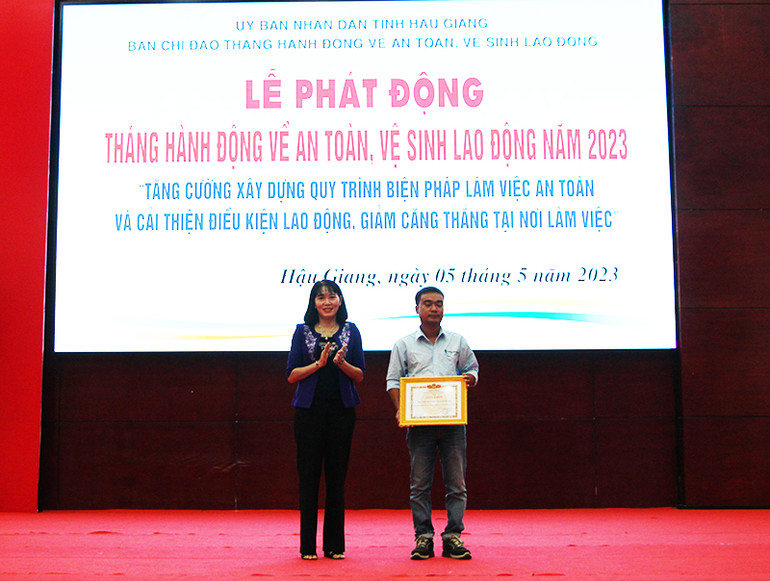 ỦY BAN NHÂN DÂN TỈNH HẬU GIANG
BAN CHỈ ĐẠO THÁNG HÀNH ĐỘNG VỀ AN TOÀN, VỆ SINH LAO ĐỘNG
LỄ PHÁT ĐỘNG
THÁNG HÀNH ĐỘNG VỀ AN TOÀN, VỆ SINH LAO ĐỘNG NĂM 2023
"TĂNG CƯỜNG XÂY DỰNG QUY TRÌNH BIỆN PHÁP LÀM VIỆC AN TOÀN
VÀ CẢI THIỆN ĐIỀU KIỆN LAO ĐỘNG, GIẢM CĂNG THẲNG TẠI NƠI LÀM VIỆC"
Hậu Giang, ngày 05 tháng 5 năm 2023